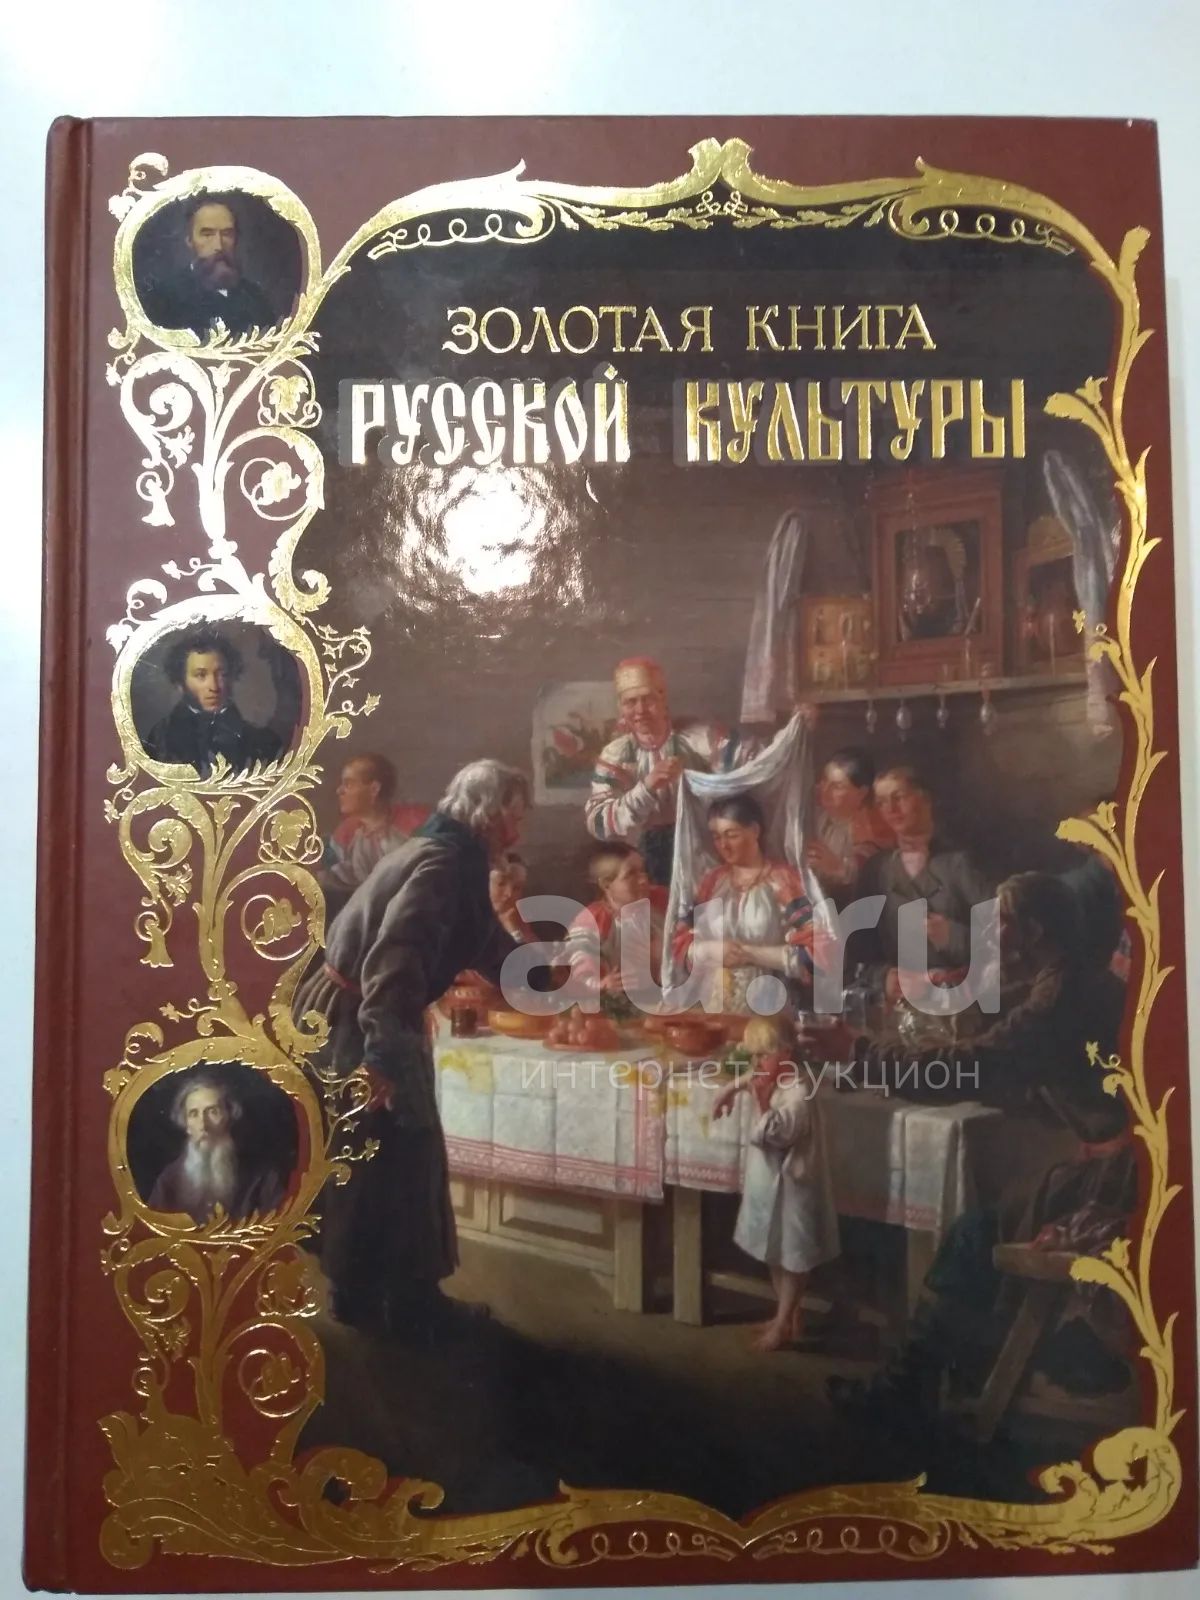 ЗОЛОТАЯ КНИГА
РУССКОЙ КУЛЬТУРЫ
au.ru
интернет-аукцион